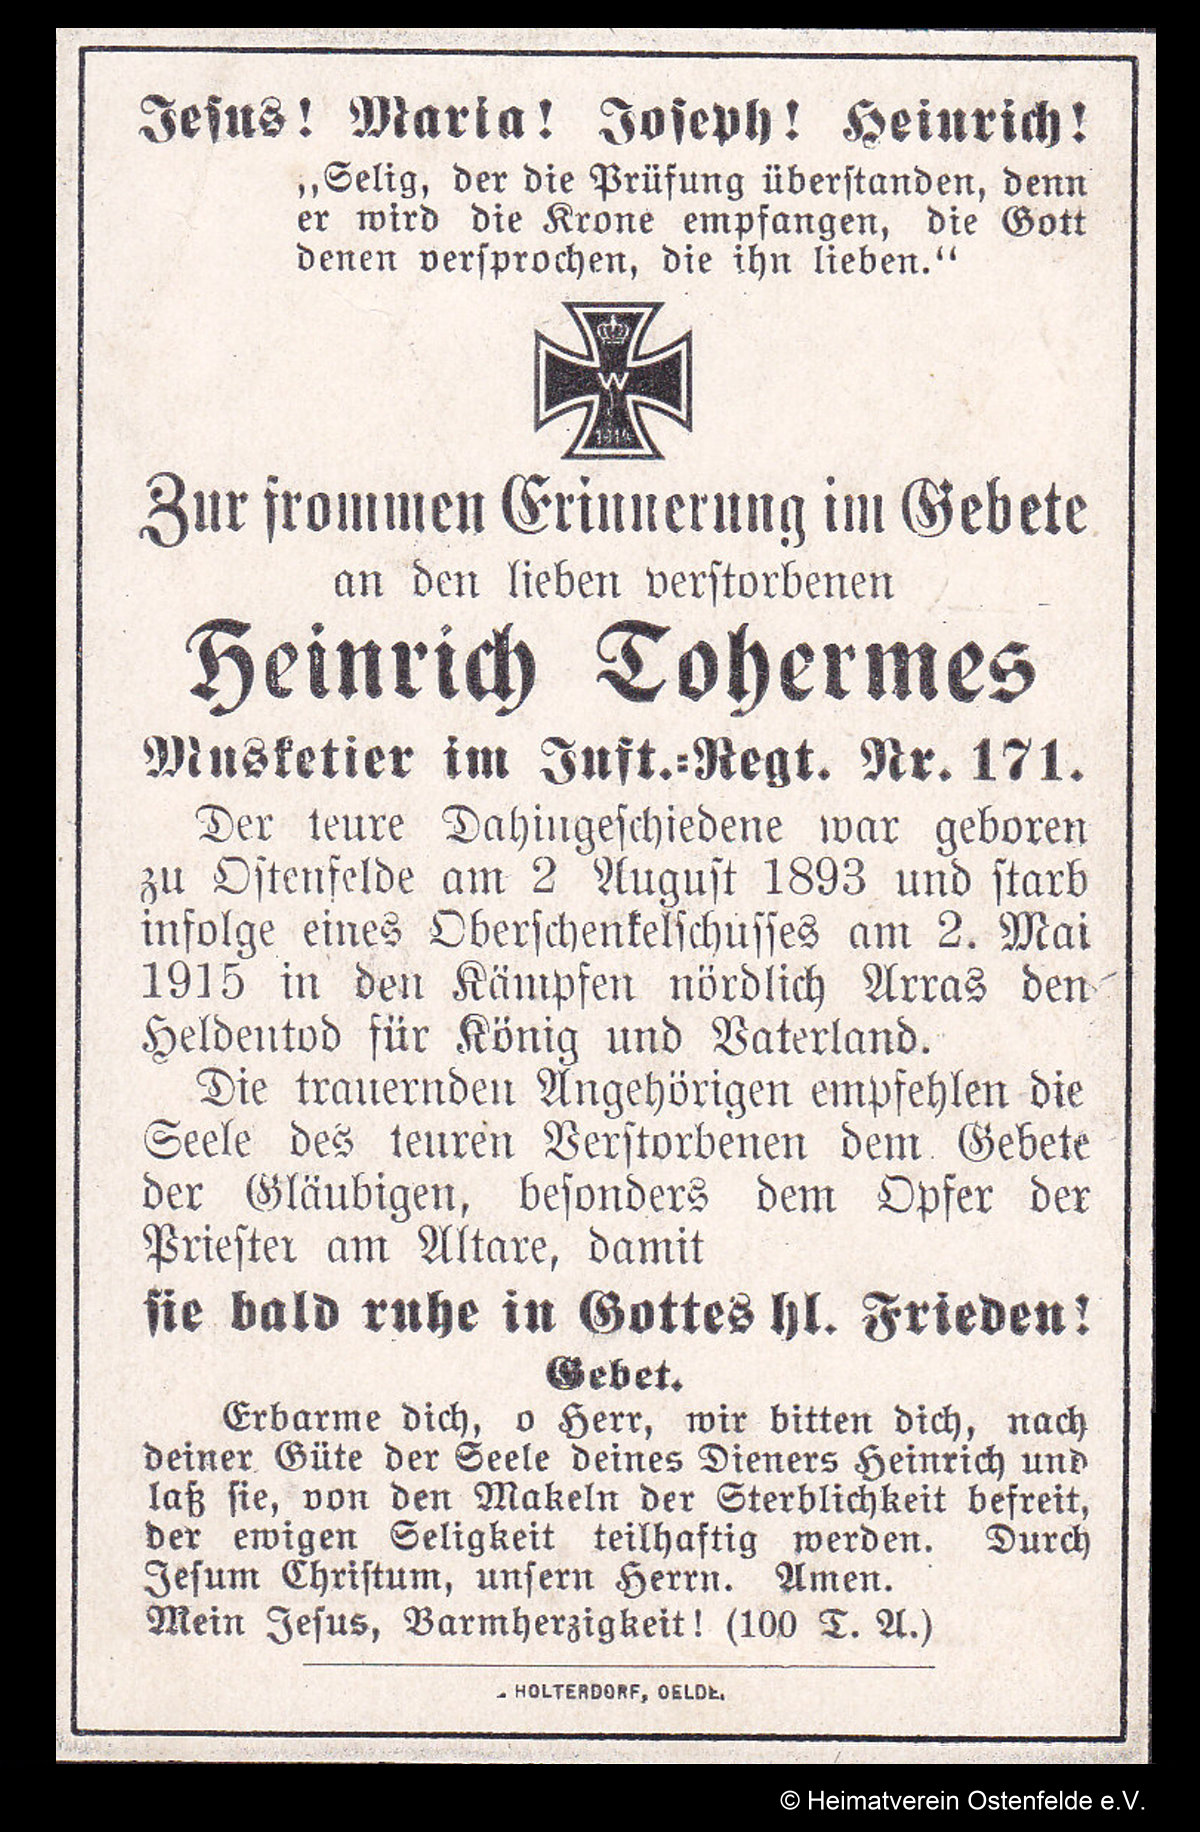 Jesus! Maria! Joseph! Heinrich!
„Selig, der die Prüfung überstanden, denn
er wird die Krone empfangen, die Gott
denen versprochen, die ihn lieben.“
W
1914
Zur frommen Erinnerung im Gebete
an den lieben verstorbenen
Heinrich Tohermes
Musketier im Inft.-Regt. Nr. 171.
Der teure Dahingeschiedene war geboren
zu Ostenfelde am 2 August 1893 und starb
infolge eines Oberschenkelschusses am 2. Mai
1915 in den Kämpfen nördlich Arras den
Heldentod für König und Vaterland.
Die trauernden Angehörigen empfehlen die
Seele des teuren Verstorbenen dem Gebete
der Gläubigen, besonders dem Opfer der
Priester am Altare, damit
sie bald ruhe in Gottes hl. Frieden!
Gebet.
Erbarme dich, o Herr, wir bitten dich, nach
deiner Güte der Seele deines Dieners Heinrich und
laß sie, von den Makeln der Sterblichkeit befreit,
der ewigen Seligkeit teilhaftig werden. Durch
Jesum Christum, unsern Herrn. Amen.
Mein Jesus, Barmherzigkeit! (100 T. A.)
HOLTERDORF, OELDE.
© Heimatverein Ostenfelde e.V.